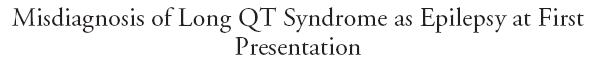 Misdiagnosis of Long QT Syndrome as Epilepsy at First
Presentation